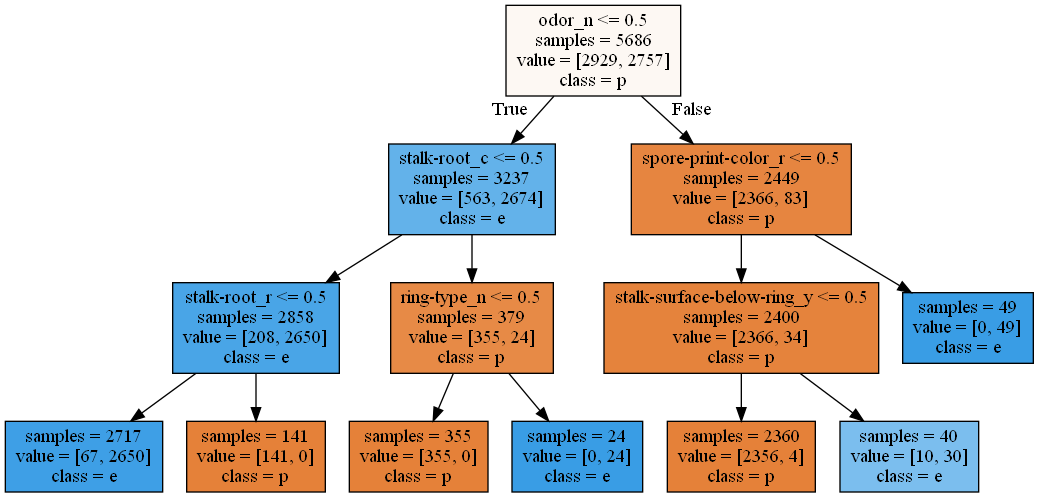 odor_n <= 0.5
samples = 5686
value = [2929, 2757]
class = p
True
False
stalk-root_c <= 0.5
samples = 3237
value = [563, 2674]
class = e
spore-print-color_r <= 0.5
samples = 2449
value = [2366, 83]
class = p
stalk-root_r <= 0.5
samples = 2858
value = [208, 2650]
class = e
ring-type_n <= 0.5
samples = 379
value = [355, 24]
class = p
stalk-surface-below-ring_y <= 0.5
samples = 2400
value = [2366, 34]
class = p
samples = 49
value = [0, 49]
class = e
samples = 2717
value = [67, 2650]
class = e
samples = 141
value = [141, 0]
class = p
samples = 355
value = [355, 0]
class = p
samples = 24
value = [0, 24]
class = e
samples = 2360
value = [2356, 4]
class = p
samples = 40
value = [10, 30]
class = e